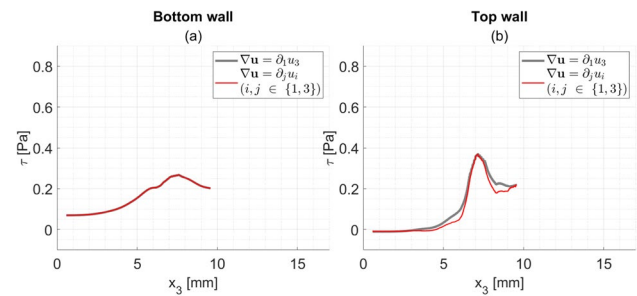 Bottom wall
(a)
∇u = ∂₁u₃
∇u = ∂ⱼuᵢ
(i, j ∈ {1, 3})
τ [Pa]
0.8
0.6
0.4
0.2
0
0 5 10 15
x₃ [mm]
Top wall
(b)
∇u = ∂₁u₃
∇u = ∂ⱼuᵢ
(i, j ∈ {1, 3})
τ [Pa]
0.8
0.6
0.4
0.2
0
0 5 10 15
x₃ [mm]